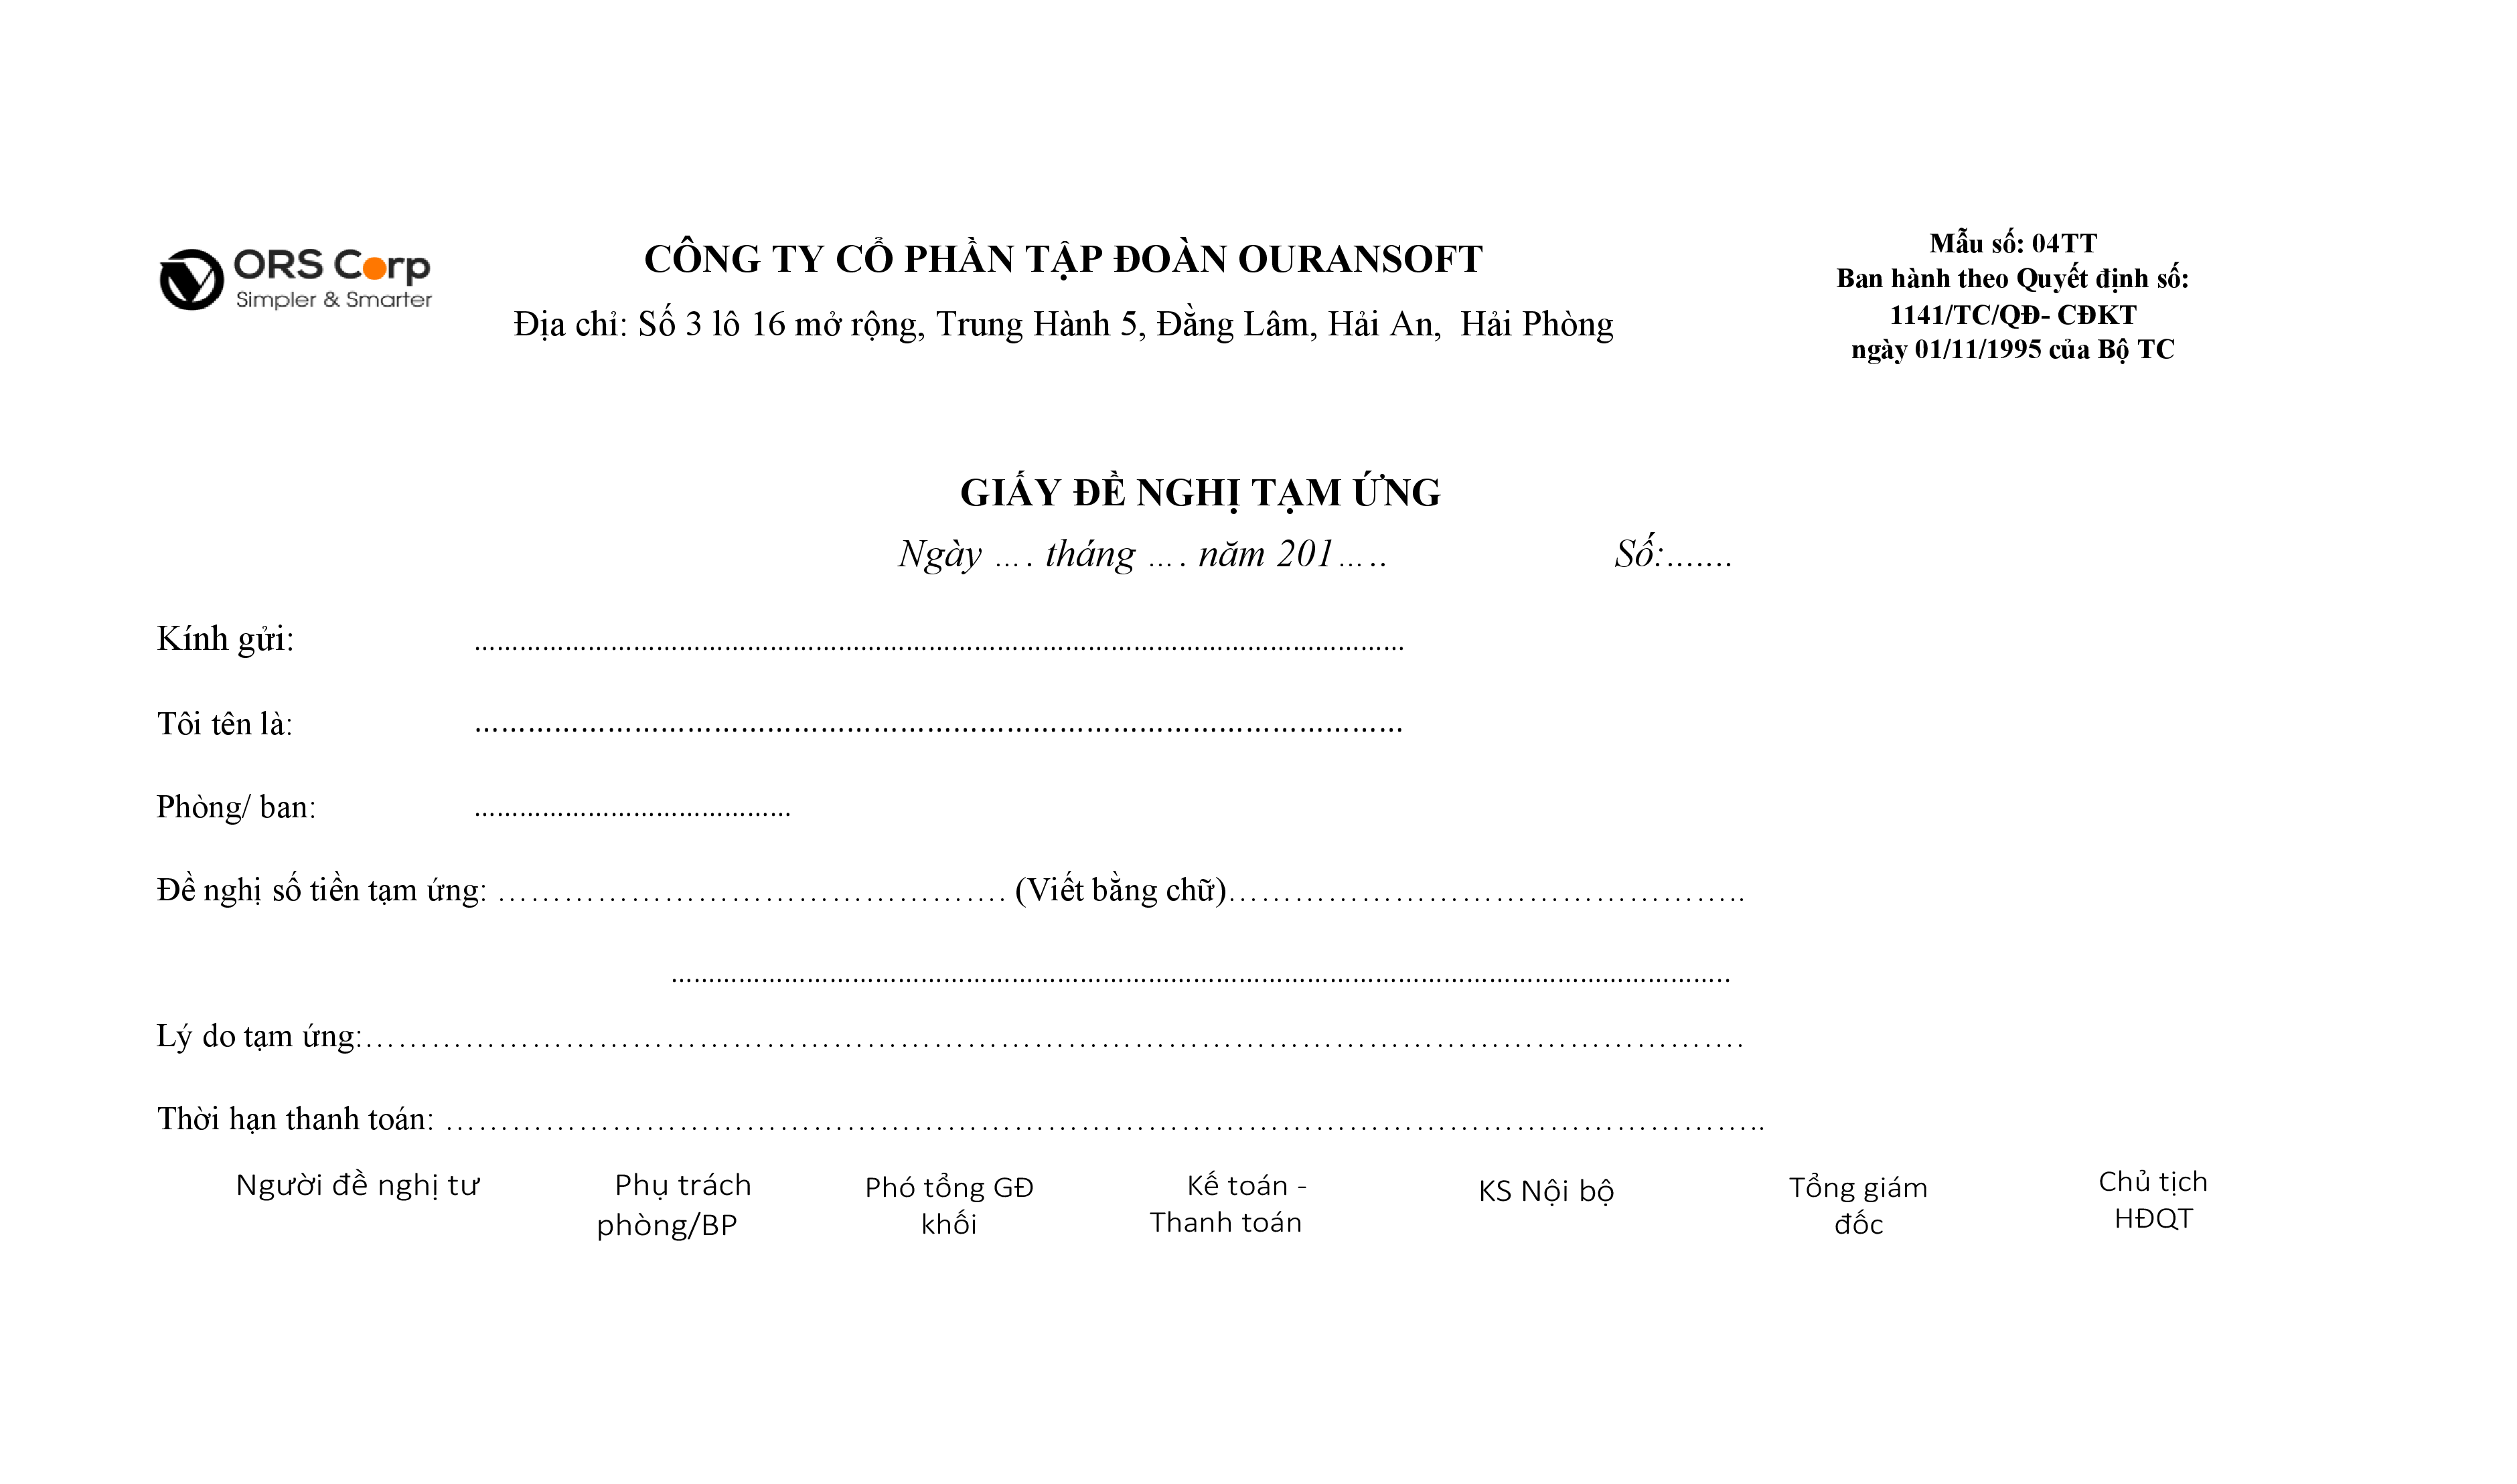 ORS Corp
Simpler & Smarter
CÔNG TY CỔ PHẦN TẬP ĐOÀN OURANSOFT
Địa chỉ: Số 3 lô 16 mở rộng, Trung Hành 5, Đằng Lâm, Hải An, Hải Phòng
Mẫu số: 04TT
Ban hành theo Quyết định số:
1141/TC/QĐ- CĐKT
ngày 01/11/1995 của Bộ TC
GIẤY ĐỀ NGHỊ TẠM ỨNG
Ngày …. tháng …. năm 201….. Số:.......
Kính gửi: ........................................................................................................................
Tôi tên là: ………………………………………………………………………………………
Phòng/ ban: ..........................................
Đề nghị số tiền tạm ứng: ………………………………………. (Viết bằng chữ)………………………………………..
............................................................................................................................................
Lý do tạm ứng:……………………………………………………………………………………………………………….
Thời hạn thanh toán: …………………………………………………………………………………………………………..
Người đề nghị tư Phụ trách phòng/BP Phó tổng GĐ khối Kế toán - Thanh toán KS Nội bộ Tổng giám đốc Chủ tịch HĐQT